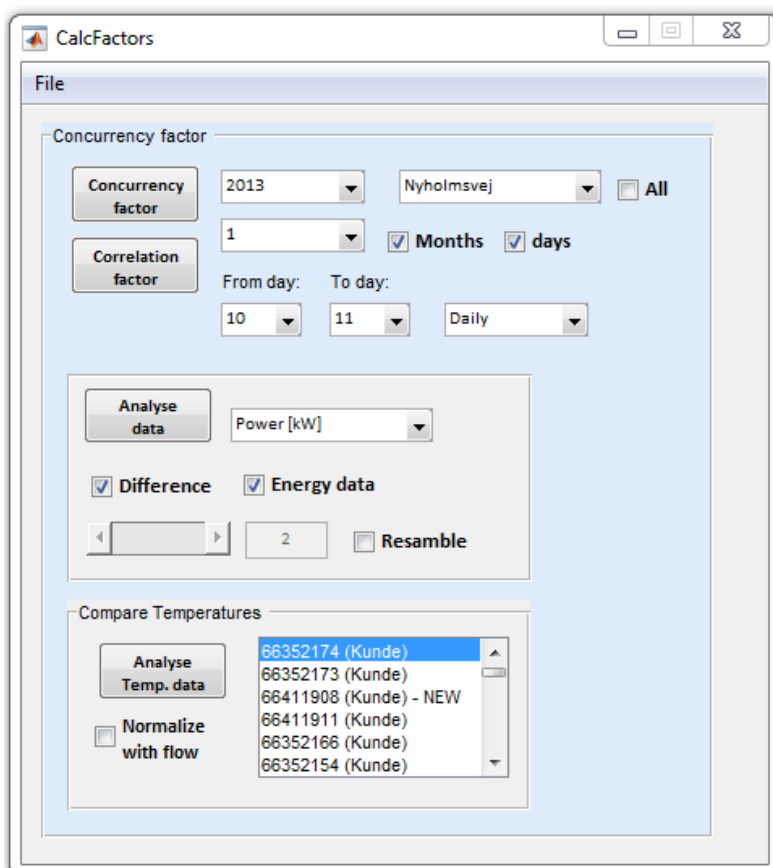 CalcFactors
File
Concurrency factor
Concurrency
factor
2013
Nyholmsvej
All
Correlation
factor
1
Months
days
From day:
To day:
10
11
Daily
Analyse
data
Power [kW]
Difference
Energy data
2
Resamble
Compare Temperatures
Analyse
Temp. data
Normalize
with flow
66352174 (Kunde)
66352173 (Kunde)
66411908 (Kunde) - NEW
66411911 (Kunde)
66352166 (Kunde)
66352154 (Kunde)